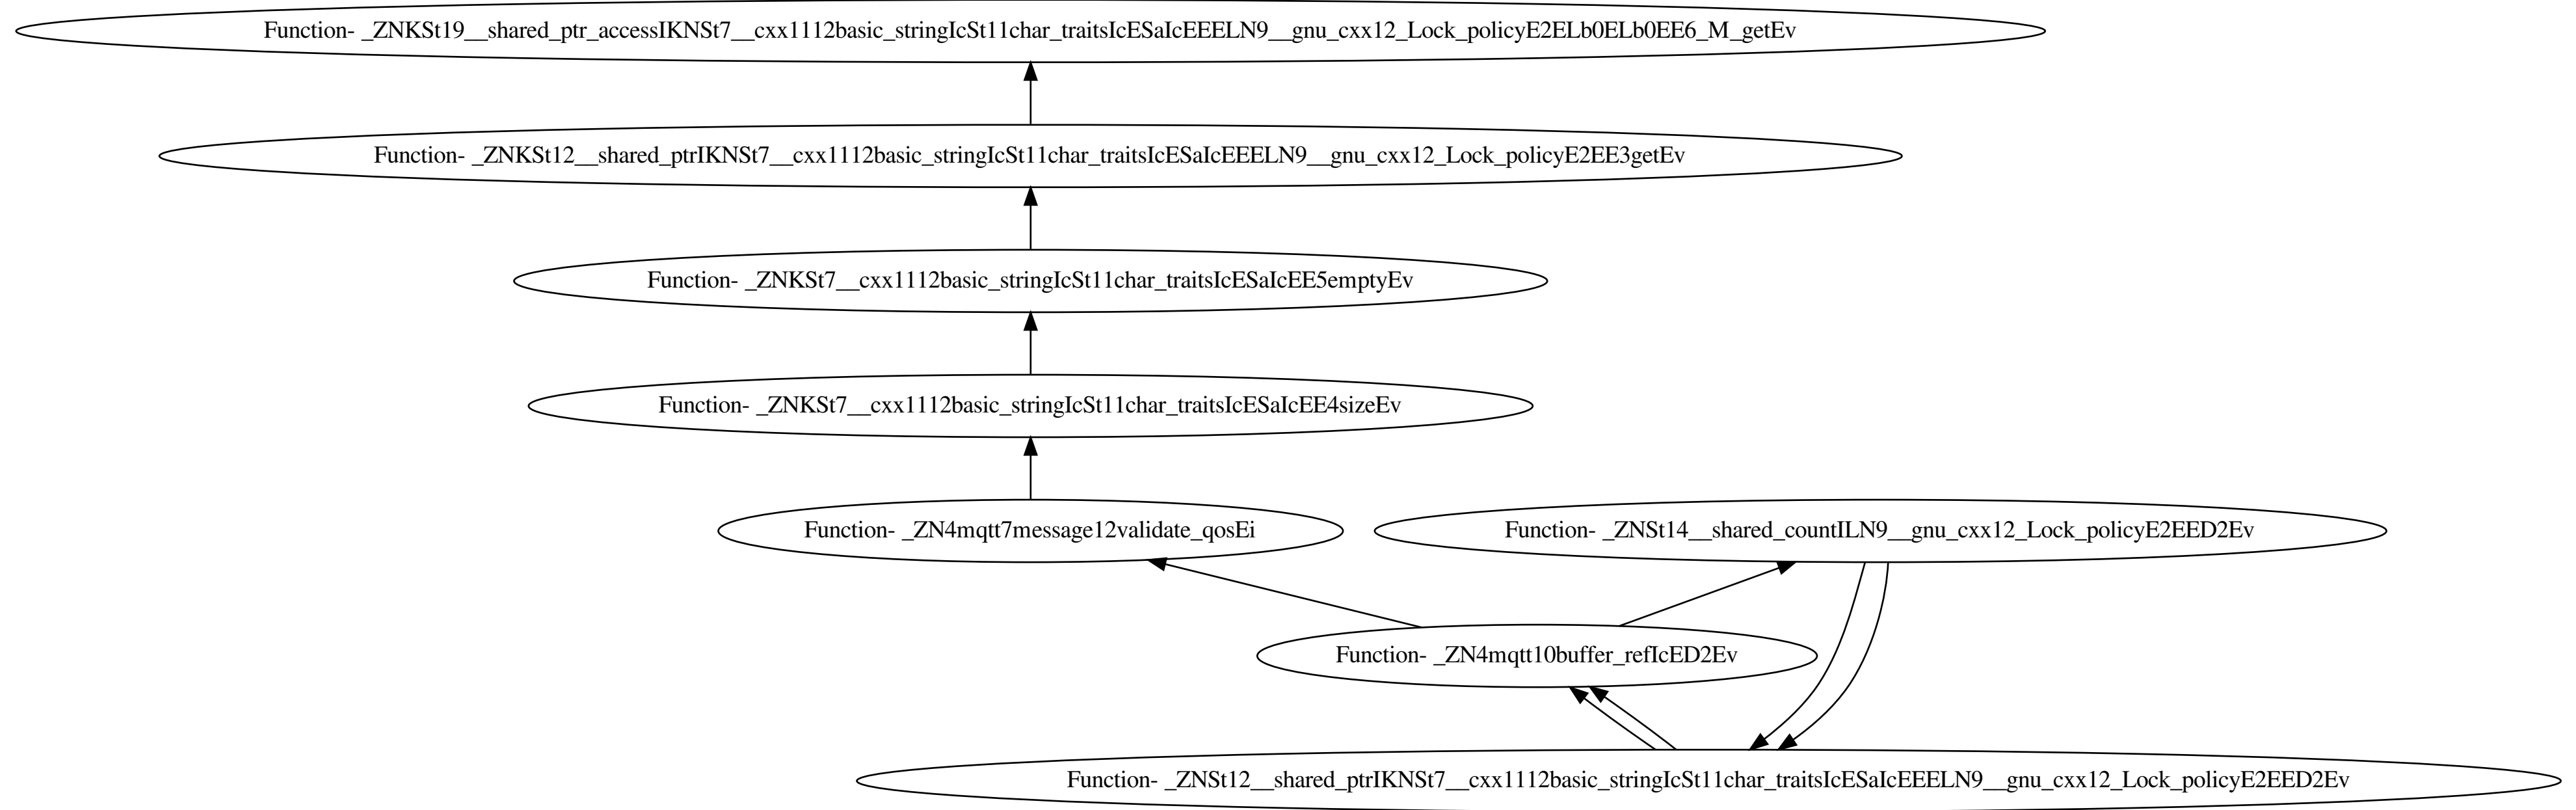 Function- _ZNKSt19__shared_ptr_accessIKNSt7__cxx1112basic_stringIcSt11char_traitsIcESaIcEEELN9__gnu_cxx12_Lock_policyE2ELb0ELb0EE6_M_getEv
Function- _ZNKSt12__shared_ptrIKNSt7__cxx1112basic_stringIcSt11char_traitsIcESaIcEEELN9__gnu_cxx12_Lock_policyE2EE3getEv
Function- _ZNKSt7__cxx1112basic_stringIcSt11char_traitsIcESaIcEE5emptyEv
Function- _ZNKSt7__cxx1112basic_stringIcSt11char_traitsIcESaIcEE4sizeEv
Function- _ZN4mqtt7message12validate_qosEi
Function- _ZNSt14__shared_countILN9__gnu_cxx12_Lock_policyE2EED2Ev
Function- _ZN4mqtt10buffer_refIcED2Ev
Function- _ZNSt12__shared_ptrIKNSt7__cxx1112basic_stringIcSt11char_traitsIcESaIcEEELN9__gnu_cxx12_Lock_policyE2EED2Ev